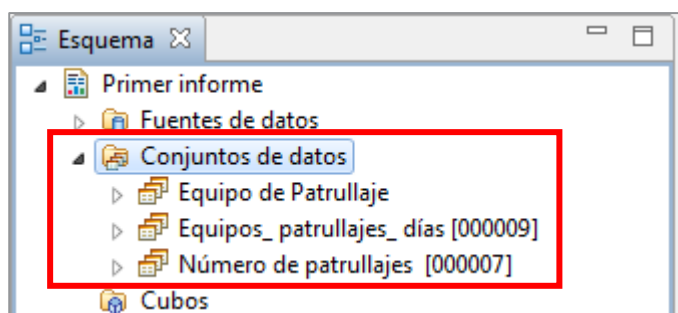 Esquema
Primer informe
Fuentes de datos
Conjuntos de datos
Equipo de Patrullaje
Equipos_ patrullajes_ días [000009]
Número de patrullajes [000007]
Cubos